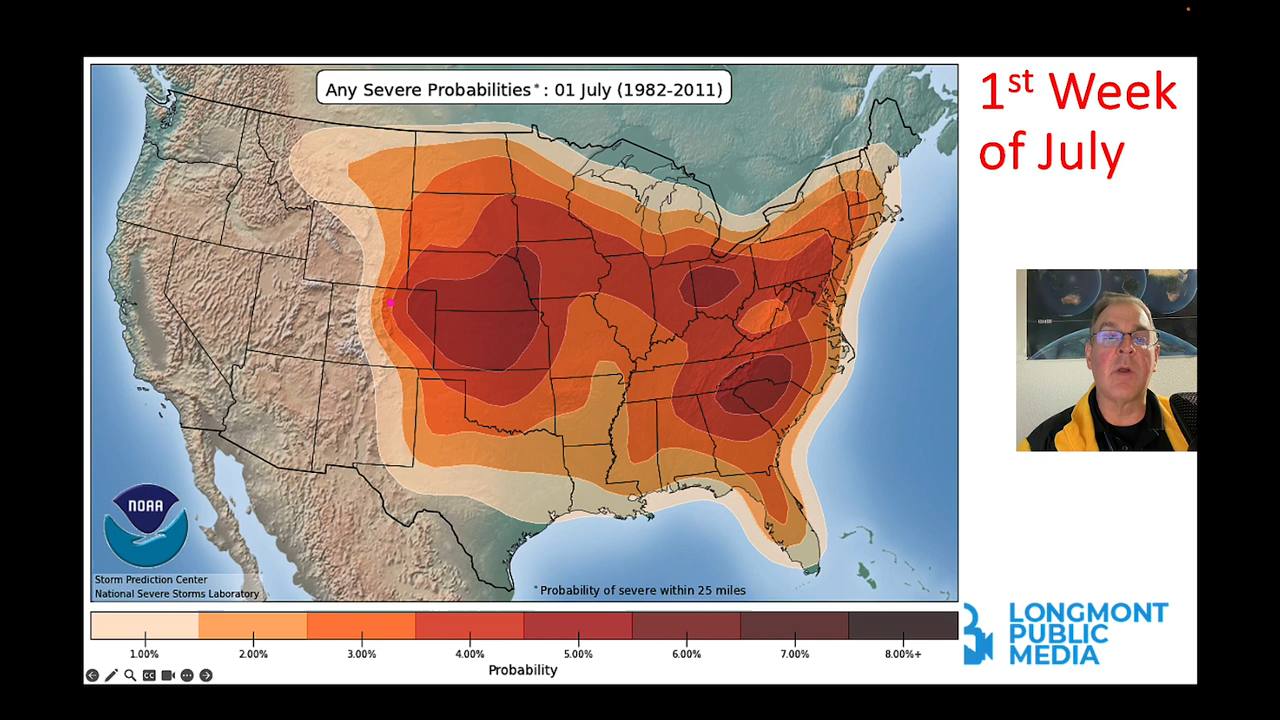 Any Severe Probabilities*: 01 July (1982-2011)
1st Week
of July
NOAA
Storm Prediction Center
National Severe Storms Laboratory
*Probability of severe within 25 miles
1.00%
2.00%
3.00%
4.00%
5.00%
6.00%
7.00%
8.00%+
Probability
CC
LONGMONT
PUBLIC
MEDIA